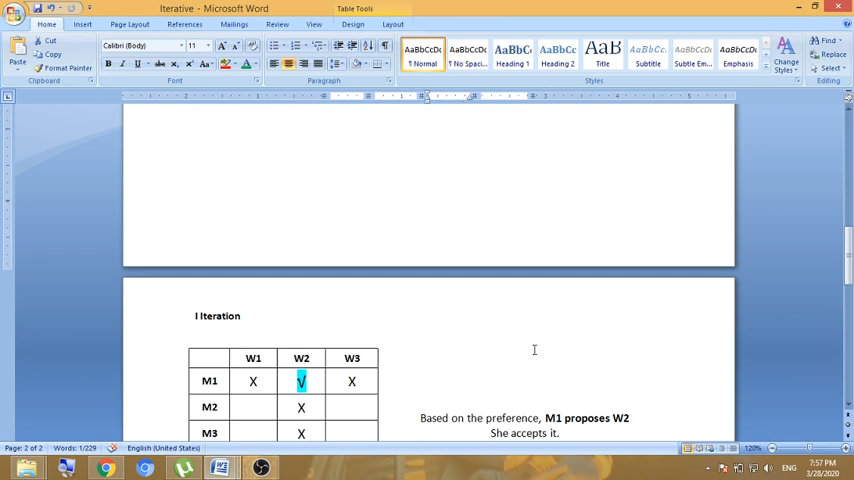 Iterative - Microsoft Word
Table Tools
Home Insert Page Layout References Mailings Review View Design Layout
Paste
Cut
Copy
Format Painter
Clipboard
Calibri (Body) 11
Font
Paragraph
AaBbCcDc AaBbCcDc AaBbCc AaBbCc AaB AaBbCc. AaBbCcDc AaBbCcDc
¶ Normal ¶ No Spaci... Heading 1 Heading 2 Title Subtitle Subtle Em... Emphasis
Styles
Change Styles
Find
Replace
Select
Editing
I Iteration
W1 W2 W3
M1 X √ X
M2 X
M3 X
Based on the preference, M1 proposes W2
She accepts it.
Page: 2 of 2 Words: 1/229 English (United States) 120%
ENG
7:57 PM
3/28/2020